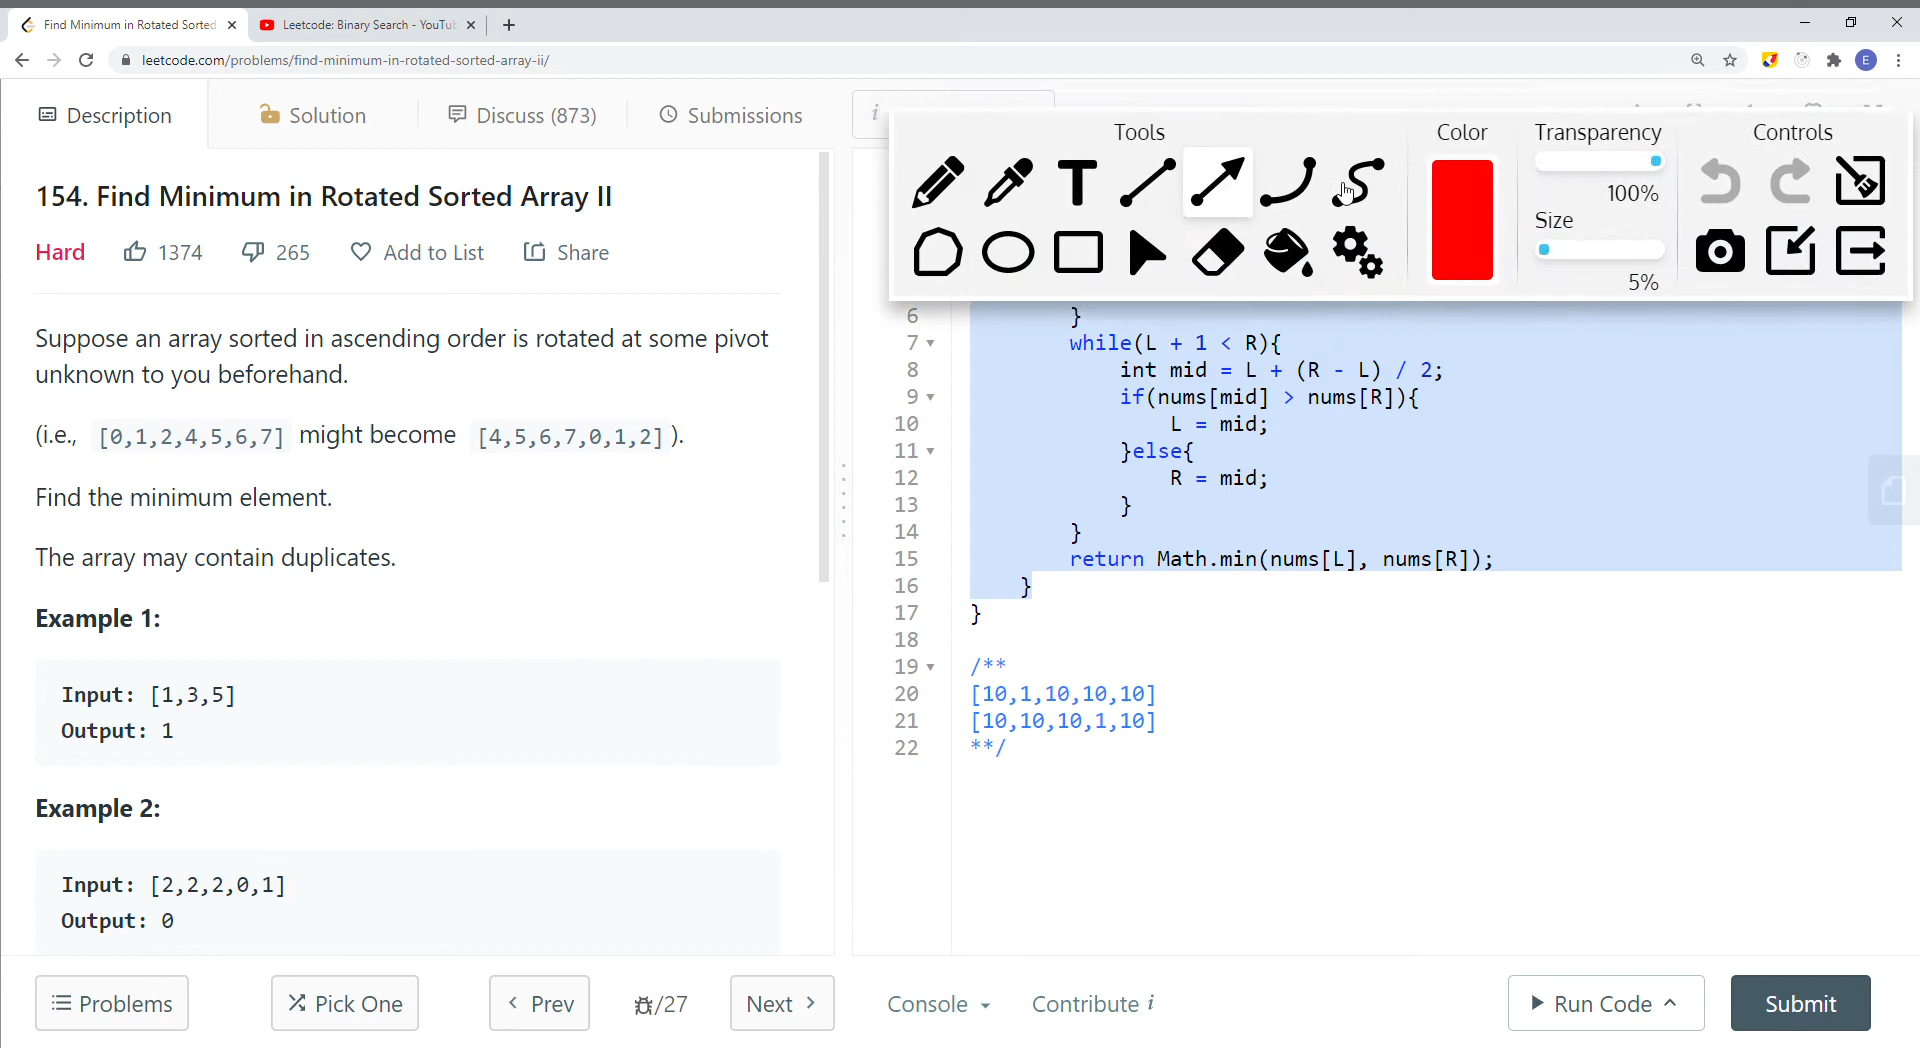 Find Minimum in Rotated Sorted
Leetcode: Binary Search - YouTub
leetcode.com/problems/find-minimum-in-rotated-sorted-array-ii/
E
Description
Solution
Discuss (873)
Submissions
i
Tools
Color
Transparency
100%
Size
5%
Controls
154. Find Minimum in Rotated Sorted Array II
Hard
1374
265
Add to List
Share
Suppose an array sorted in ascending order is rotated at some pivot
unknown to you beforehand.
(i.e., [0,1,2,4,5,6,7] might become [4,5,6,7,0,1,2]).
Find the minimum element.
The array may contain duplicates.
Example 1:
Input: [1,3,5]
Output: 1
Example 2:
Input: [2,2,2,0,1]
Output: 0
6 }
7 while(L + 1 < R){
8 int mid = L + (R - L) / 2;
9 if(nums[mid] > nums[R]){
10 L = mid;
11 }else{
12 R = mid;
13 }
14 }
15 return Math.min(nums[L], nums[R]);
16 }
17 }
18
19 /**
20 [10,1,10,10,10]
21 [10,10,10,1,10]
22 **/
Problems
Pick One
Prev
/27
Next
Console
Contribute i
Run Code
Submit